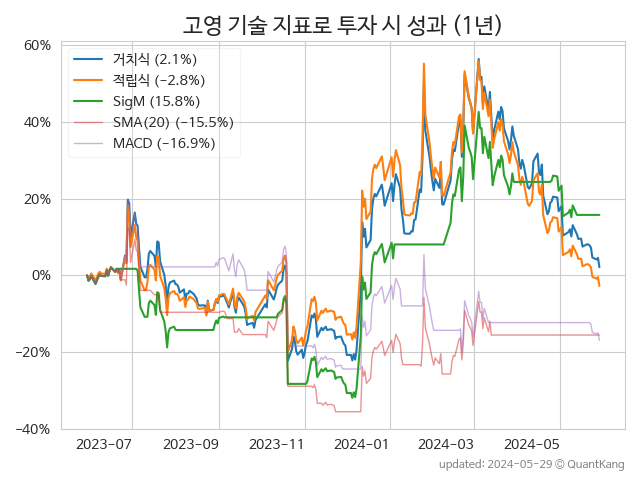 고영 기술 지표로 투자 시 성과 (1년)
60%
40%
20%
0%
−20%
−40%
거치식 (2.1%)
적립식 (−2.8%)
SigM (15.8%)
SMA(20) (−15.5%)
MACD (−16.9%)
2023-07 2023-09 2023-11 2024-01 2024-03 2024-05
updated: 2024-05-29 © QuantKang